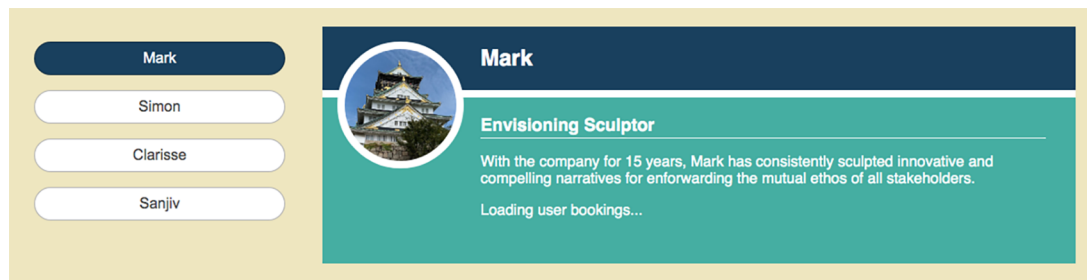 Mark
Simon
Clarisse
Sanjiv
Mark
Envisioning Sculptor
With the company for 15 years, Mark has consistently sculpted innovative and
compelling narratives for enforwarding the mutual ethos of all stakeholders.
Loading user bookings...